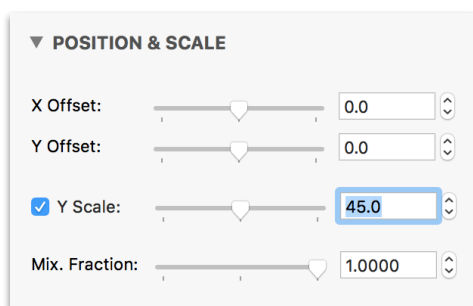 POSITION & SCALE
X Offset: 0.0
Y Offset: 0.0
Y Scale: 45.0
Mix. Fraction: 1.0000